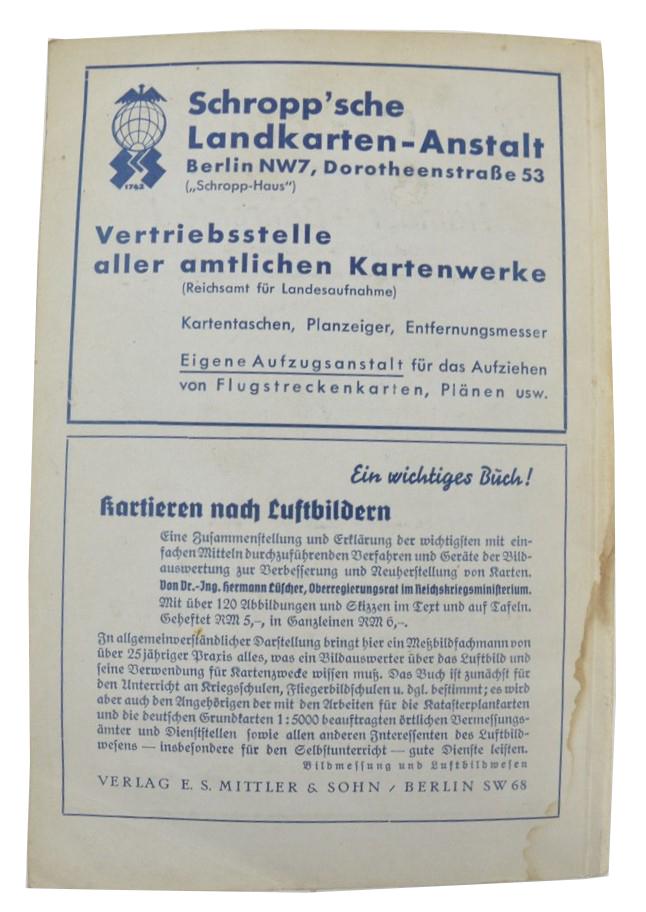 Schropp'sche
Landkarten-Anstalt
Berlin NW7, Dorotheenstraße 53
(„Schropp-Haus")
1742
Vertriebsstelle
aller amtlichen Kartenwerke
(Reichsamt für Landesaufnahme)
Kartentaschen, Planzeiger, Entfernungsmesser
Eigene Aufzugsanstalt für das Aufziehen
von Flugstreckenkarten, Plänen usw.
Ein wichtiges Buch!
Kartieren nach Luftbildern
Eine Zusammenstellung und Erklärung der wichtigsten mit ein-
fachen Mitteln durchzuführenden Verfahren und Geräte der Bild-
auswertung zur Verbesserung und Neuherstellung von Karten.
Von Dr.-Ing. Hermann Lüscher, Oberregierungsrat im Reichskriegsministerium.
Mit über 120 Abbildungen und Skizzen im Text und auf Tafeln.
Geheftet RM 5,–, in Ganzleinen RM 6,–.
In allgemeinverständlicher Darstellung bringt hier ein Meßbildfachmann von
über 25 jähriger Praxis alles, was ein Bildauswerter über das Luftbild und
seine Verwendung für Kartenzwecke wissen muß. Das Buch ist zunächst für
den Unterricht an Kriegsschulen, Fliegerbildschulen u. dgl. bestimmt; es wird
aber auch den Angehörigen der mit den Arbeiten für die Katasterplankarten
und die deutschen Grundkarten 1:5000 beauftragten örtlichen Vermessungs-
ämter und Dienststellen sowie allen anderen Interessenten des Luftbild-
wesens — insbesondere für den Selbstunterricht — gute Dienste leisten.
Bildmessung und Luftbildwesen
VERLAG E. S. MITTLER & SOHN / BERLIN SW 68